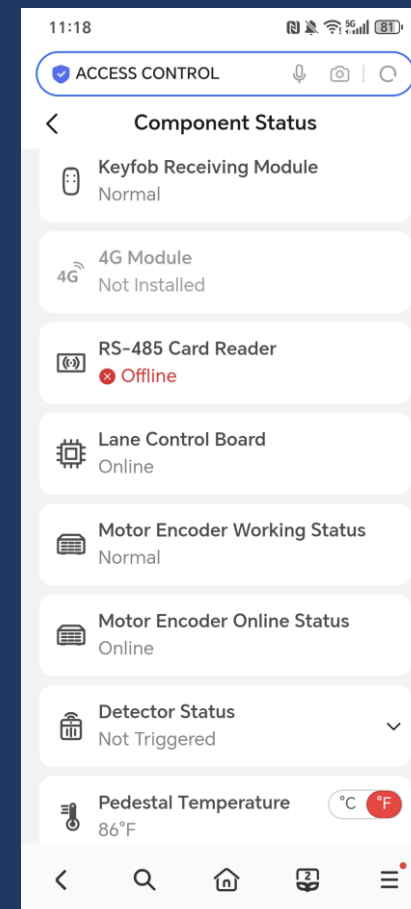 11:18
5G
81
ACCESS CONTROL
Component Status
Keyfob Receiving Module
Normal
4G
4G Module
Not Installed
RS-485 Card Reader
Offline
Lane Control Board
Online
Motor Encoder Working Status
Normal
Motor Encoder Online Status
Online
Detector Status
Not Triggered
Pedestal Temperature
°C °F
86°F
2